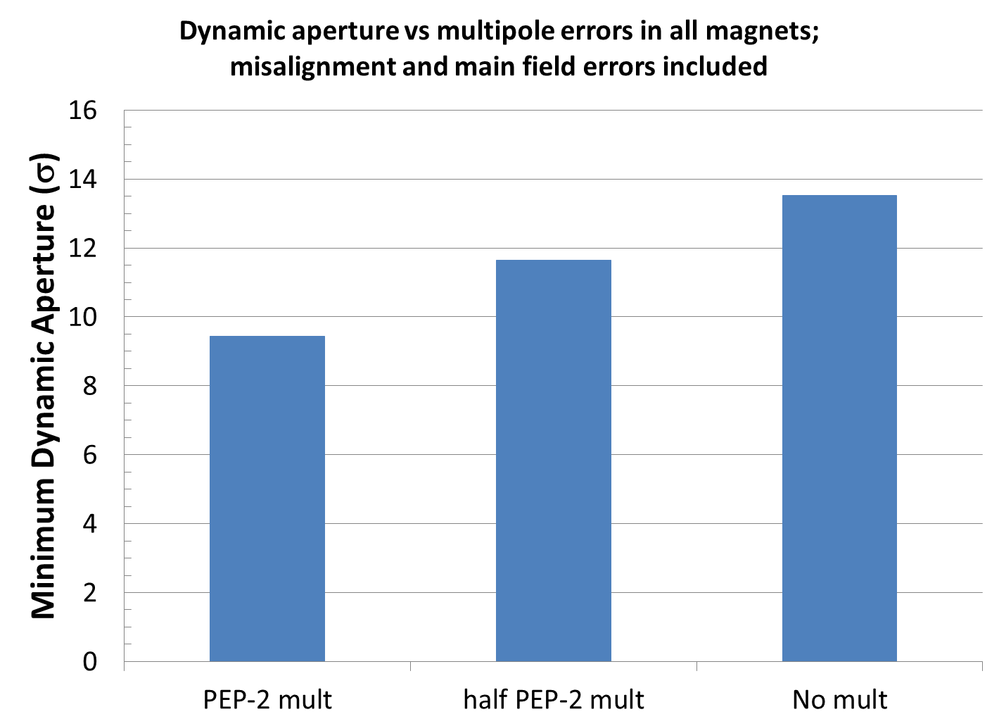 Dynamic aperture vs multipole errors in all magnets;
misalignment and main field errors included
Minimum Dynamic Aperture (σ)
16
14
12
10
8
6
4
2
0
PEP-2 mult
half PEP-2 mult
No mult